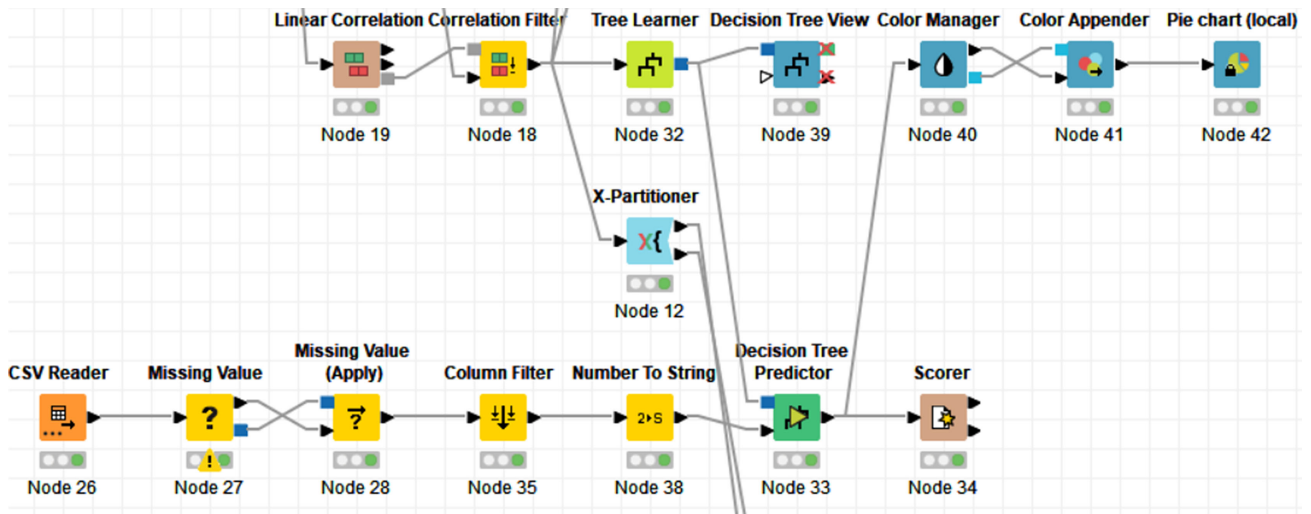 Linear Correlation Correlation Filter Tree Learner Decision Tree View Color Manager Color Appender Pie chart (local)
Node 19 Node 18 Node 32 Node 39 Node 40 Node 41 Node 42
X-Partitioner
X{
Node 12
Missing Value
(Apply)
Decision Tree
Predictor
CSV Reader Missing Value Column Filter Number To String Scorer
? ? 2▸S
!
Node 26 Node 27 Node 28 Node 35 Node 38 Node 33 Node 34